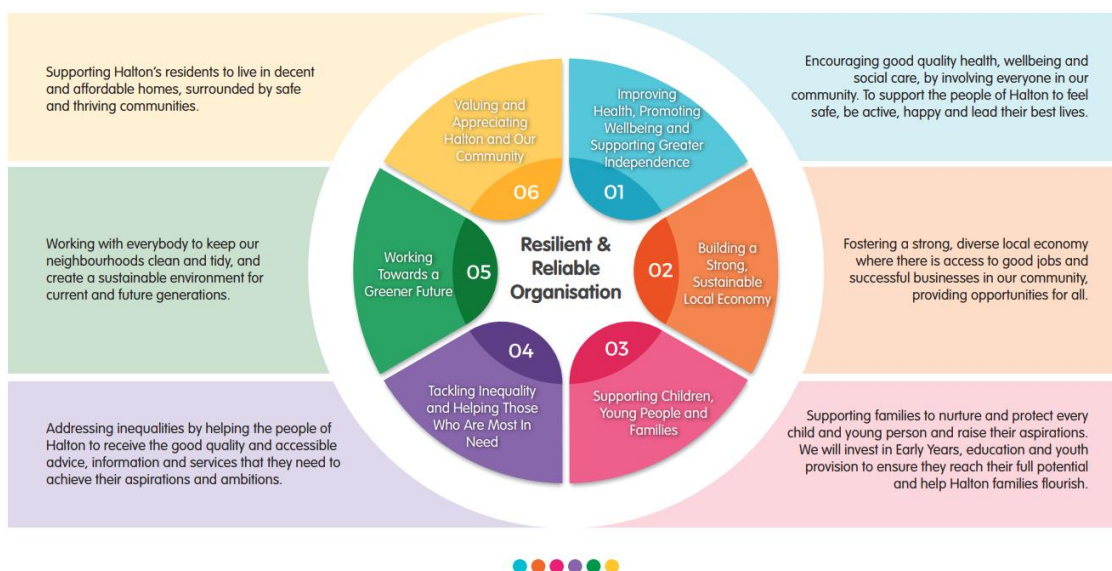 Supporting Halton's residents to live in decent
and affordable homes, surrounded by safe
and thriving communities.
Valuing and
Appreciating
Halton and Our
Community
06
Improving
Health, Promoting
Wellbeing and
Supporting Greater
Independence
01
Encouraging good quality health, wellbeing and
social care, by involving everyone in our
community. To support the people of Halton to feel
safe, be active, happy and lead their best lives.
Working with everybody to keep our
neighbourhoods clean and tidy, and
create a sustainable environment for
current and future generations.
Working
Towards a
Greener Future
05
Resilient &
Reliable
Organisation
02
Building a
Strong,
Sustainable
Local Economy
Fostering a strong, diverse local economy
where there is access to good jobs and
successful businesses in our community,
providing opportunities for all.
Addressing inequalities by helping the people of
Halton to receive the good quality and accessible
advice, information and services that they need to
achieve their aspirations and ambitions.
04
Tackling Inequality
and Helping Those
Who Are Most In
Need
03
Supporting Children,
Young People and
Families
Supporting families to nurture and protect every
child and young person and raise their aspirations.
We will invest in Early Years, education and youth
provision to ensure they reach their full potential
and help Halton families flourish.